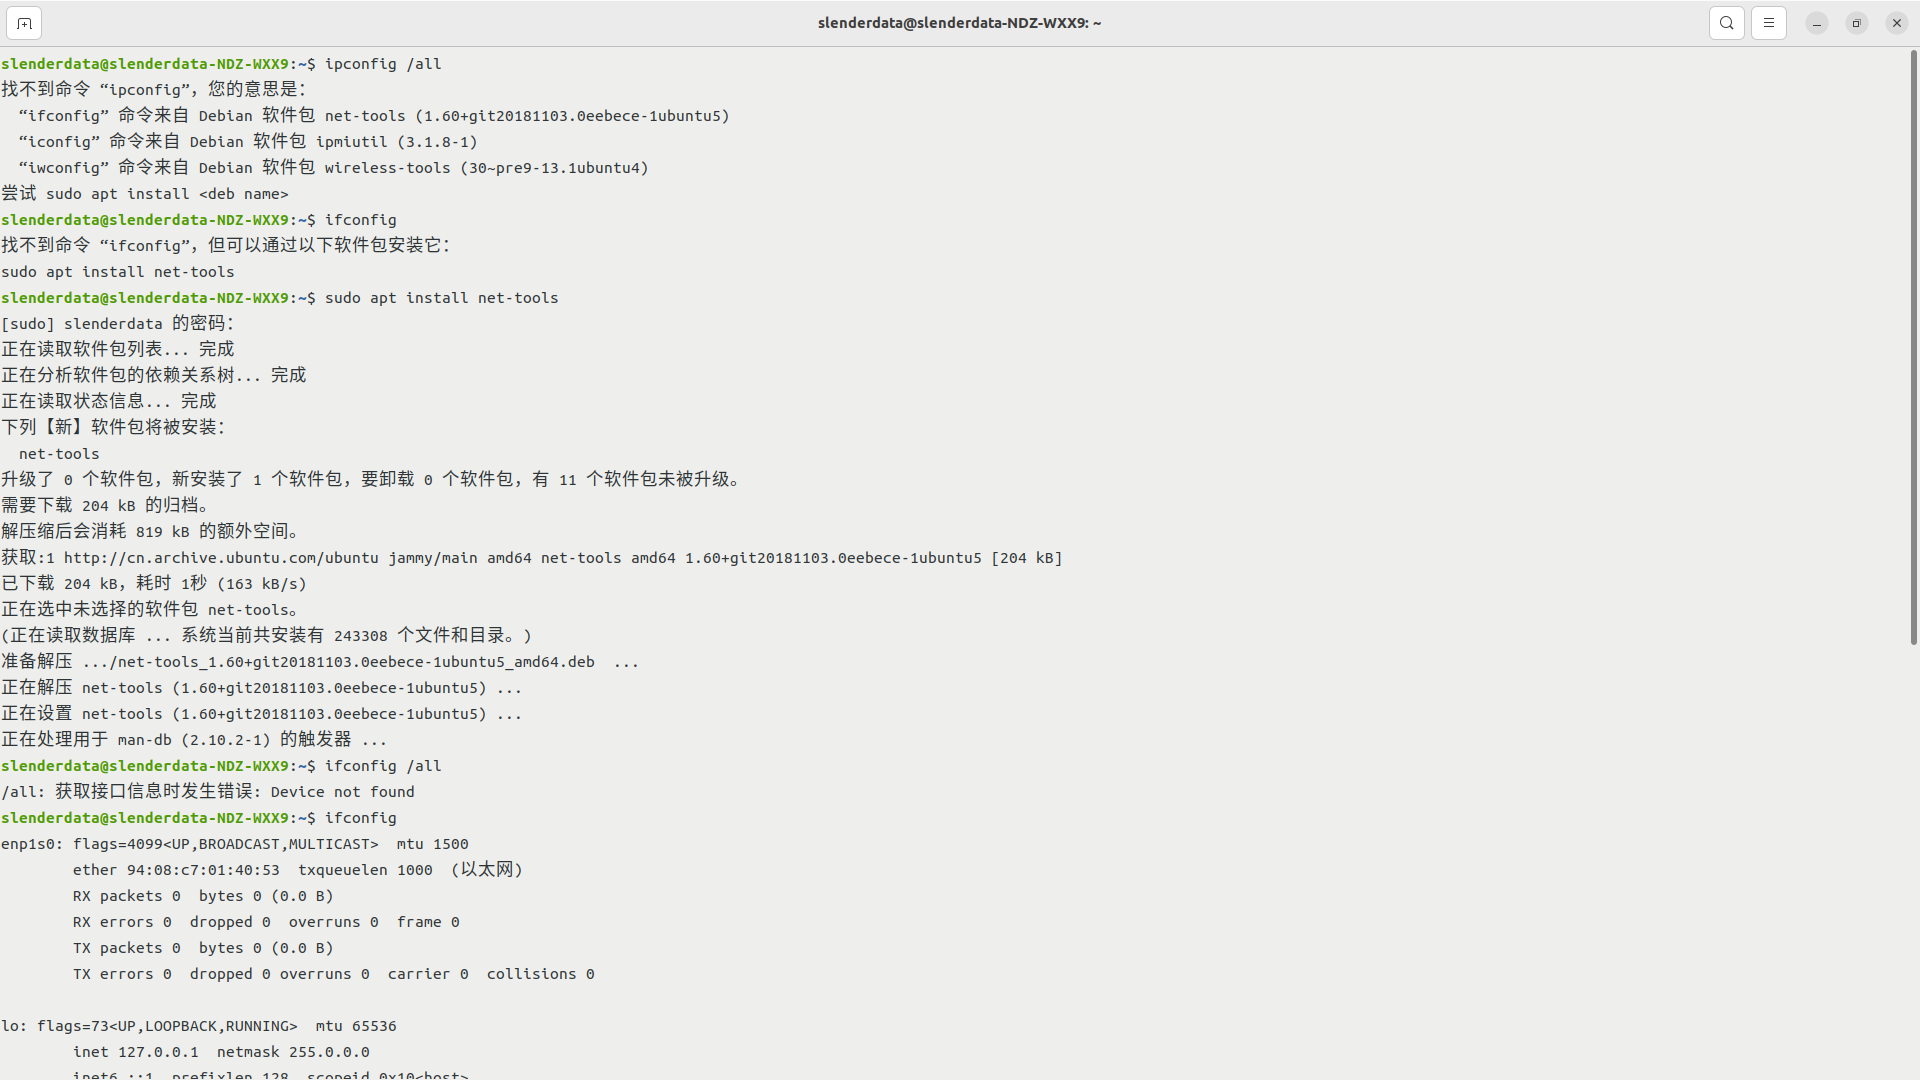 slenderdata@slenderdata-NDZ-WXX9: ~
slenderdata@slenderdata-NDZ-WXX9:~$ ipconfig /all
找不到命令 “ipconfig”，您的意思是：
  “ifconfig” 命令来自 Debian 软件包 net-tools (1.60+git20181103.0eebece-1ubuntu5)
  “iconfig” 命令来自 Debian 软件包 ipmiutil (3.1.8-1)
  “iwconfig” 命令来自 Debian 软件包 wireless-tools (30~pre9-13.1ubuntu4)
尝试 sudo apt install <deb name>
slenderdata@slenderdata-NDZ-WXX9:~$ ifconfig
找不到命令 “ifconfig”，但可以通过以下软件包安装它：
sudo apt install net-tools
slenderdata@slenderdata-NDZ-WXX9:~$ sudo apt install net-tools
[sudo] slenderdata 的密码：
正在读取软件包列表... 完成
正在分析软件包的依赖关系树... 完成
正在读取状态信息... 完成
下列【新】软件包将被安装：
  net-tools
升级了 0 个软件包，新安装了 1 个软件包，要卸载 0 个软件包，有 11 个软件包未被升级。
需要下载 204 kB 的归档。
解压缩后会消耗 819 kB 的额外空间。
获取:1 http://cn.archive.ubuntu.com/ubuntu jammy/main amd64 net-tools amd64 1.60+git20181103.0eebece-1ubuntu5 [204 kB]
已下载 204 kB，耗时 1秒 (163 kB/s)
正在选中未选择的软件包 net-tools。
(正在读取数据库 ... 系统当前共安装有 243308 个文件和目录。)
准备解压 .../net-tools_1.60+git20181103.0eebece-1ubuntu5_amd64.deb  ...
正在解压 net-tools (1.60+git20181103.0eebece-1ubuntu5) ...
正在设置 net-tools (1.60+git20181103.0eebece-1ubuntu5) ...
正在处理用于 man-db (2.10.2-1) 的触发器 ...
slenderdata@slenderdata-NDZ-WXX9:~$ ifconfig /all
/all: 获取接口信息时发生错误: Device not found
slenderdata@slenderdata-NDZ-WXX9:~$ ifconfig
enp1s0: flags=4099<UP,BROADCAST,MULTICAST>  mtu 1500
        ether 94:08:c7:01:40:53  txqueuelen 1000  (以太网)
        RX packets 0  bytes 0 (0.0 B)
        RX errors 0  dropped 0  overruns 0  frame 0
        TX packets 0  bytes 0 (0.0 B)
        TX errors 0  dropped 0 overruns 0  carrier 0  collisions 0
lo: flags=73<UP,LOOPBACK,RUNNING>  mtu 65536
        inet 127.0.0.1  netmask 255.0.0.0
        inet6 ::1  prefixlen 128  scopeid 0x10<host>